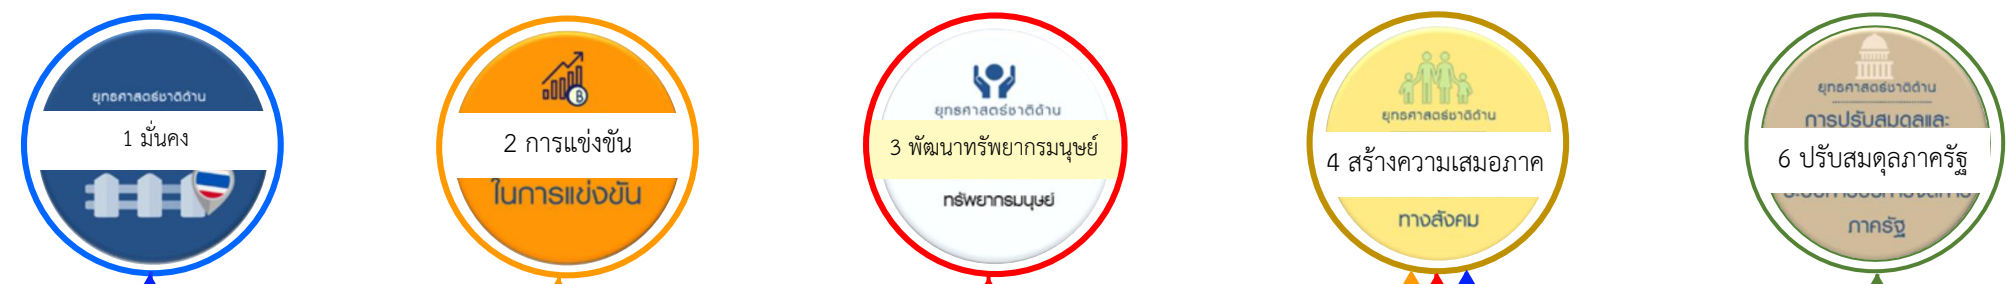 ยุทธศาสตร์ชาติด้าน
1 มั่นคง
2 การแข่งขัน
ในการแข่งขัน
ยุทธศาสตร์ชาติด้าน
3 พัฒนาทรัพยากรมนุษย์
ทรัพยากรมนุษย์
ยุทธศาสตร์ชาติด้าน
4 สร้างความเสมอภาค
ทางสังคม
ยุทธศาสตร์ชาติด้าน
การปรับสมดุลและ
6 ปรับสมดุลภาครัฐ
ภาครัฐ